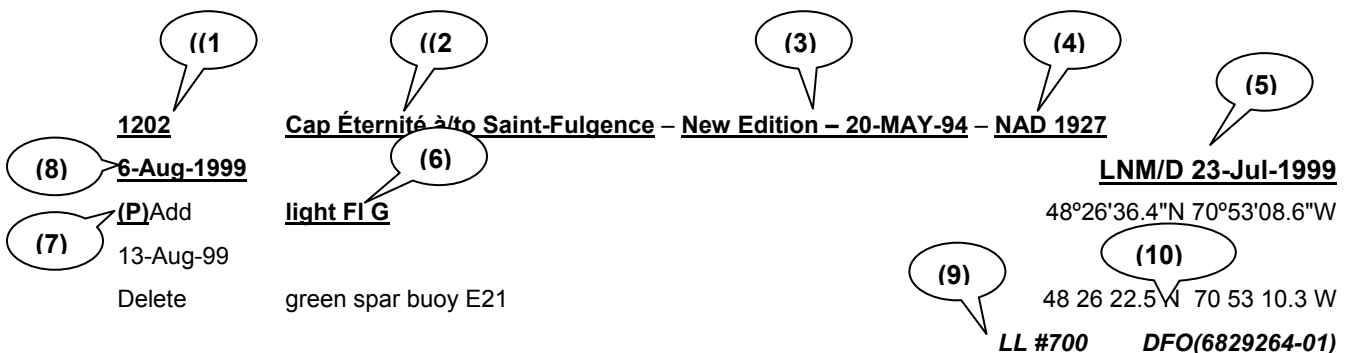 ((1 ((2 (3) (4)
(5)
1202 Cap Éternité à/to Saint-Fulgence – New Edition – 20-MAY-94 – NAD 1927
(8) 6-Aug-1999 (6) LNM/D 23-Jul-1999
(P)Add light Fl G 48º26'36.4"N 70º53'08.6"W
(7) 13-Aug-99 (9) (10)
Delete green spar buoy E21 48 26 22.5 N 70 53 10.3 W
LL #700 DFO(6829264-01)